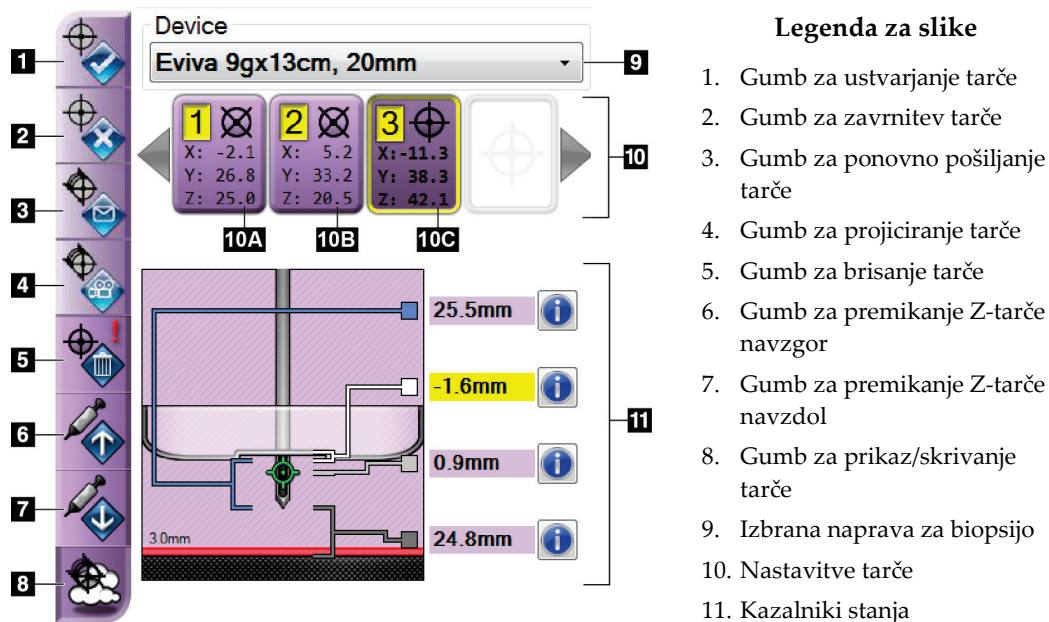 Device
Eviva 9gx13cm, 20mm
1
2
3
4
5
6
7
8
9
10
11
1
X: -2.1
Y: 26.8
Z: 25.0
2
X: 5.2
Y: 33.2
Z: 20.5
3
X:-11.3
Y: 38.3
Z: 42.1
10A
10B
10C
25.5mm
-1.6mm
0.9mm
24.8mm
3.0mm
!
Legenda za slike
1. Gumb za ustvarjanje tarče
2. Gumb za zavrnitev tarče
3. Gumb za ponovno pošiljanje
tarče
4. Gumb za projiciranje tarče
5. Gumb za brisanje tarče
6. Gumb za premikanje Z-tarče
navzgor
7. Gumb za premikanje Z-tarče
navzdol
8. Gumb za prikaz/skrivanje
tarče
9. Izbrana naprava za biopsijo
10. Nastavitve tarče
11. Kazalniki stanja